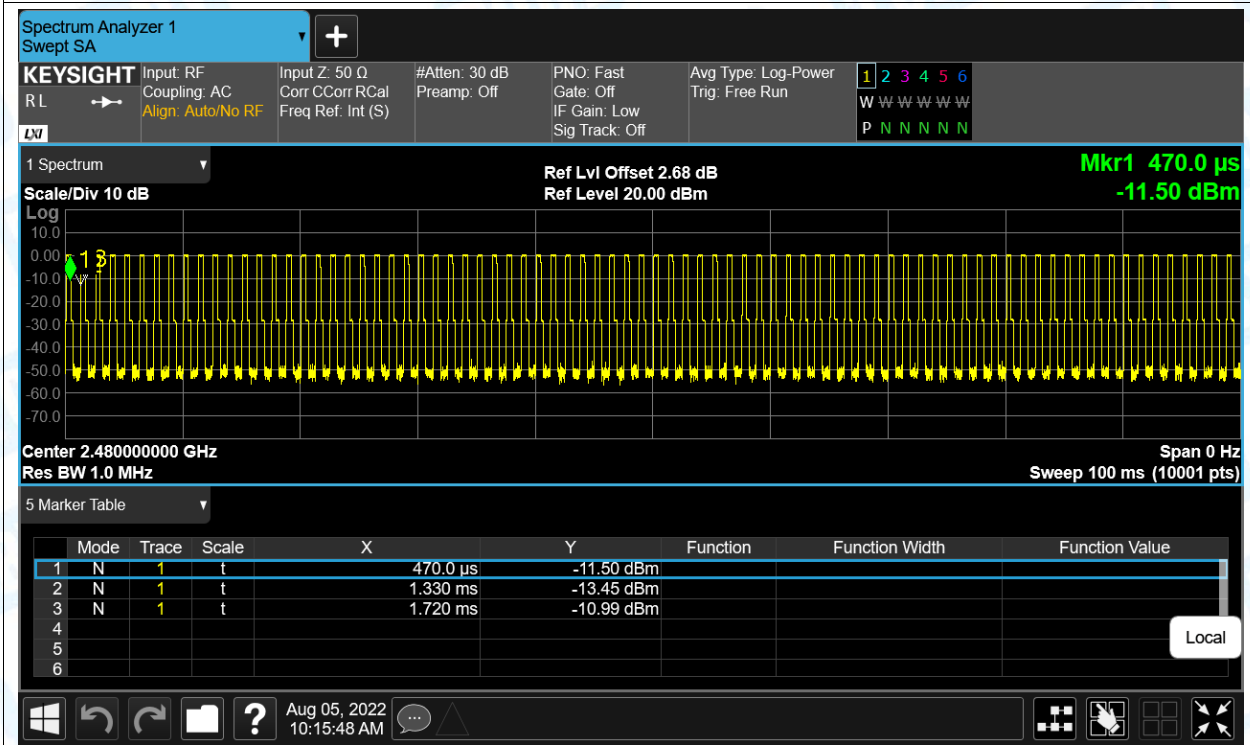 Spectrum Analyzer 1
Swept SA
▼
+
KEYSIGHT
R L
LXI
Input: RF
Coupling: AC
Align: Auto/No RF
Input Z: 50 Ω
Corr CCorr RCal
Freq Ref: Int (S)
#Atten: 30 dB
Preamp: Off
PNO: Fast
Gate: Off
IF Gain: Low
Sig Track: Off
Avg Type: Log-Power
Trig: Free Run
1 2 3 4 5 6
W W W W W W
P N N N N N
1 Spectrum ▼
Scale/Div 10 dB
Ref Lvl Offset 2.68 dB
Ref Level 20.00 dBm
Mkr1 470.0 µs
-11.50 dBm
Log
10.0
0.00
-10.0
-20.0
-30.0
-40.0
-50.0
-60.0
-70.0
Center 2.480000000 GHz
Res BW 1.0 MHz
Span 0 Hz
Sweep 100 ms (10001 pts)
5 Marker Table ▼
Mode Trace Scale X Y Function Function Width Function Value
1 N 1 t 470.0 µs -11.50 dBm
2 N 1 t 1.330 ms -13.45 dBm
3 N 1 t 1.720 ms -10.99 dBm
4
5
6
Local
?
Aug 05, 2022
10:15:48 AM